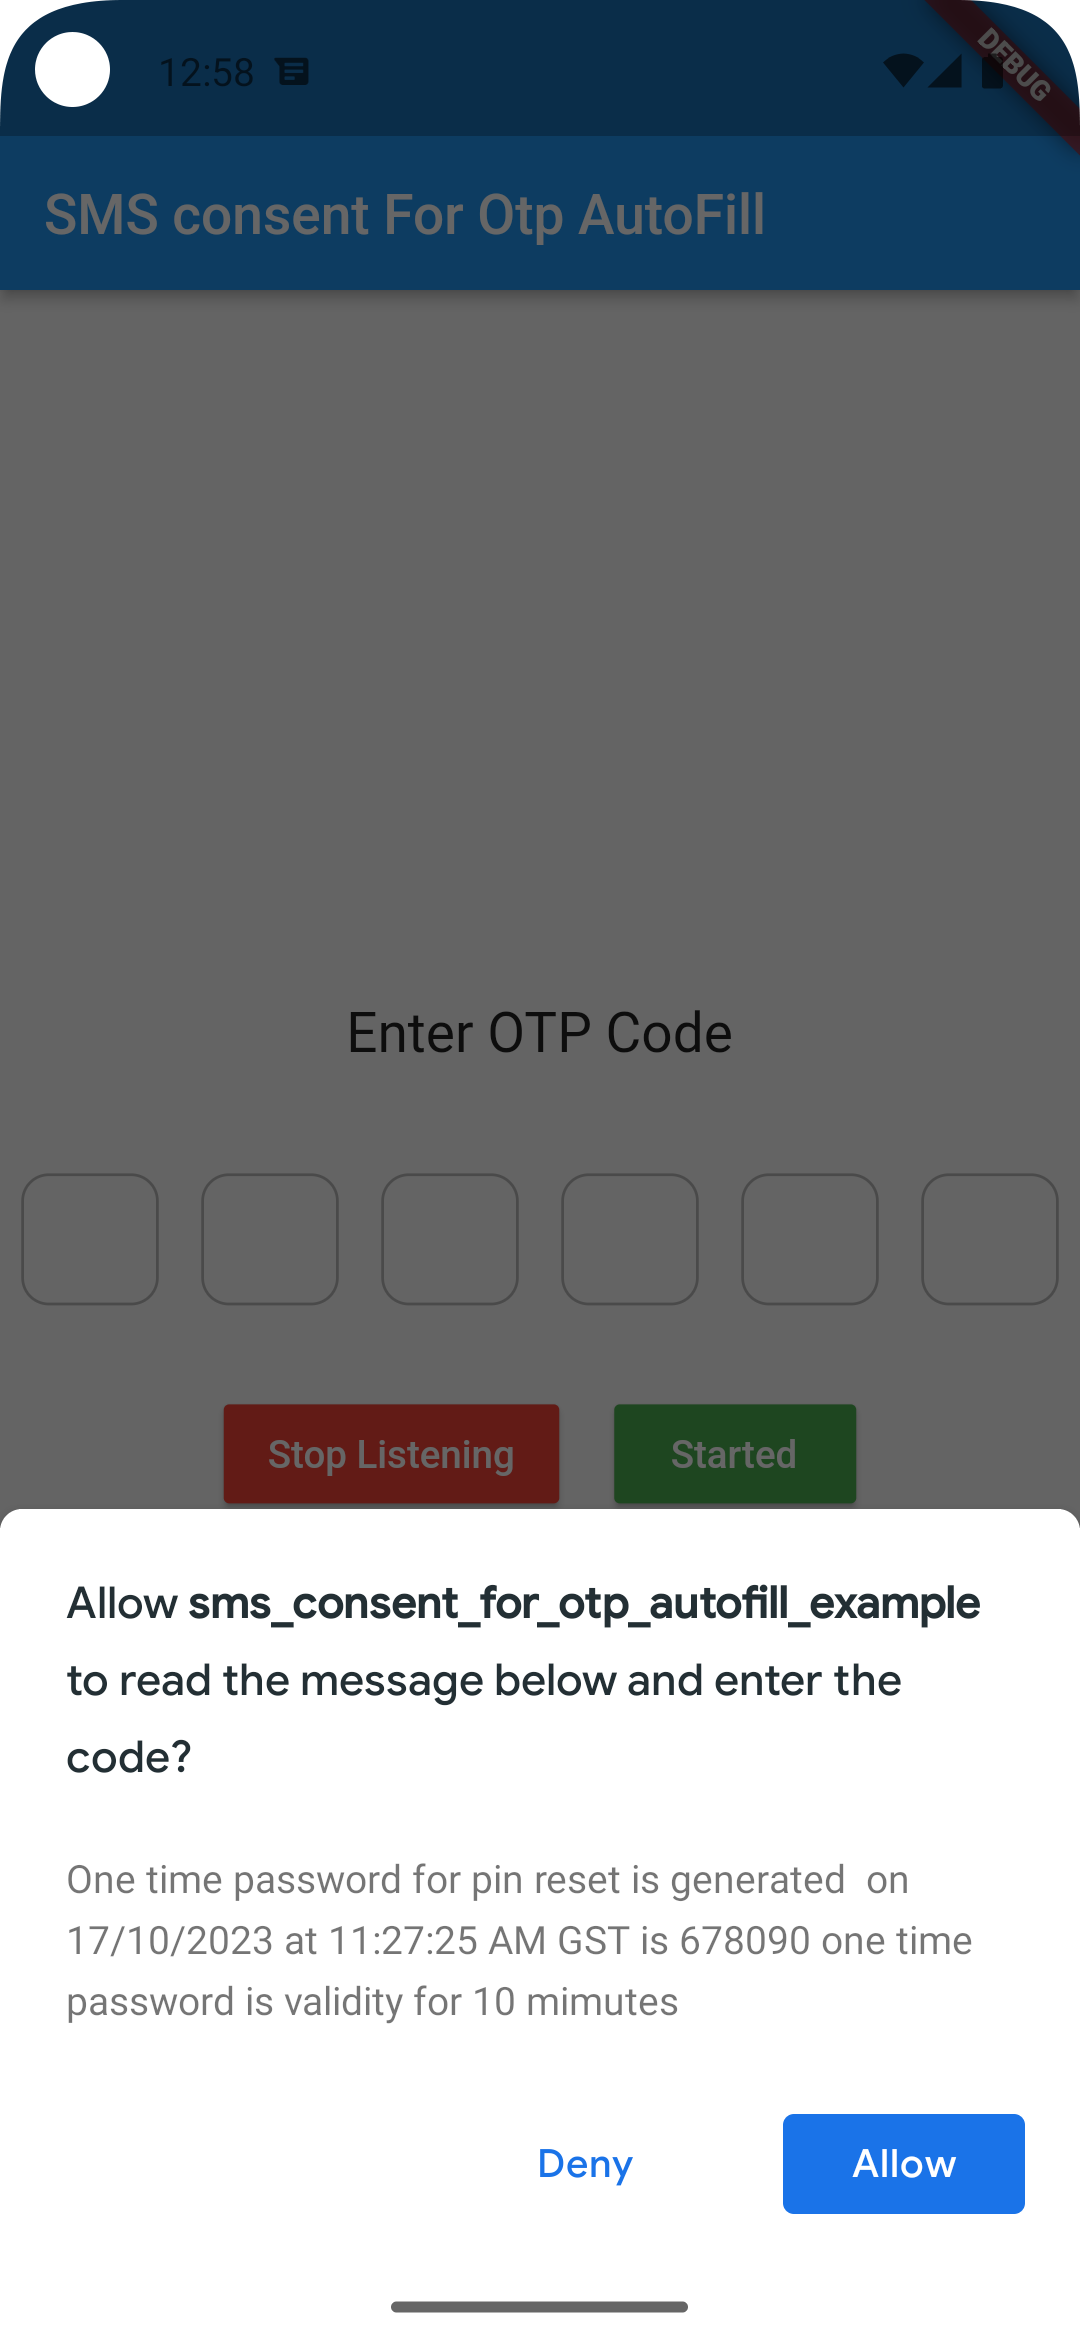 12:58
DEBUG
SMS consent For Otp AutoFill
Enter OTP Code
Stop Listening
Started
Allow sms_consent_for_otp_autofill_example
to read the message below and enter the
code?
One time password for pin reset is generated  on
17/10/2023 at 11:27:25 AM GST is 678090 one time
password is validity for 10 mimutes
Deny
Allow